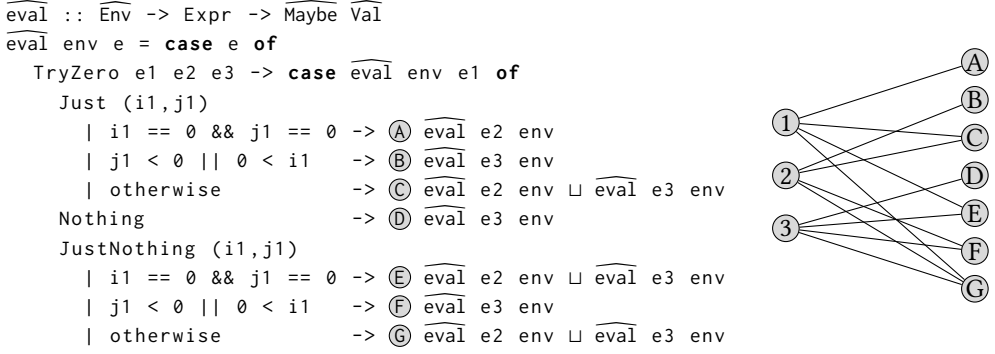 eval :: Env -> Expr -> Maybe Val
eval env e = case e of
TryZero e1 e2 e3 -> case eval env e1 of
Just (i1,j1)
| i1 == 0 && j1 == 0 -> A eval e2 env
| j1 < 0 || 0 < i1 -> B eval e3 env
| otherwise -> C eval e2 env ⊔ eval e3 env
Nothing -> D eval e3 env
JustNothing (i1,j1)
| i1 == 0 && j1 == 0 -> E eval e2 env ⊔ eval e3 env
| j1 < 0 || 0 < i1 -> F eval e3 env
| otherwise -> G eval e2 env ⊔ eval e3 env
1
2
3
A
B
C
D
E
F
G